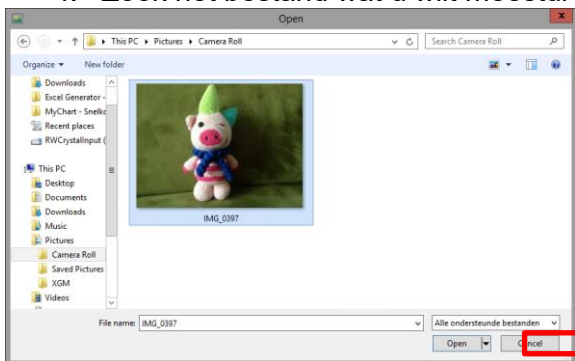 Open
This PC ▸ Pictures ▸ Camera Roll
Search Camera Roll
Organize
New folder
Downloads
Excel Generator -
MyChart -
Recent places
RWCrystalInput (
This PC
Desktop
Documents
Downloads
Music
Pictures
Camera Roll
Saved Pictures
XGM
Videos
IMG_0397
File name: IMG_0397
Alle ondersteunde bestanden
Open